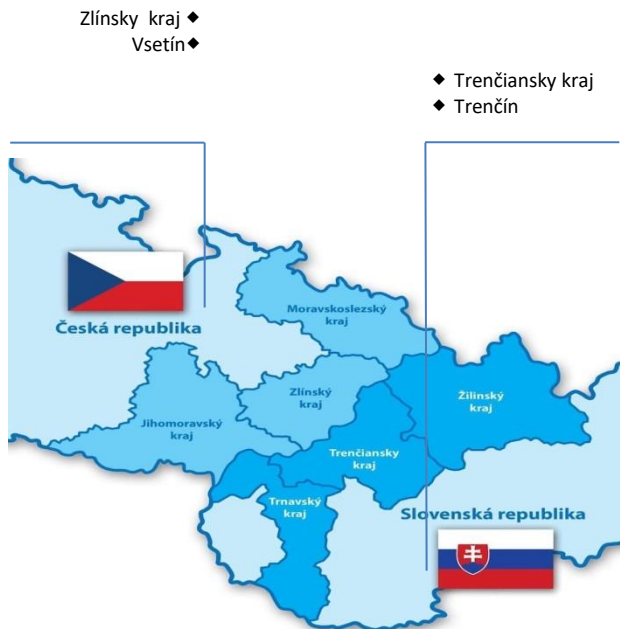 Zlínsky kraj ◆
Vsetín ◆
◆ Trenčiansky kraj
◆ Trenčín
Moravskoslezský
kraj
Česká republika
Zlínský
kraj
Žilinský
kraj
Jihomoravský
kraj
Trenčiansky
kraj
Trnavský
kraj
Slovenská republika